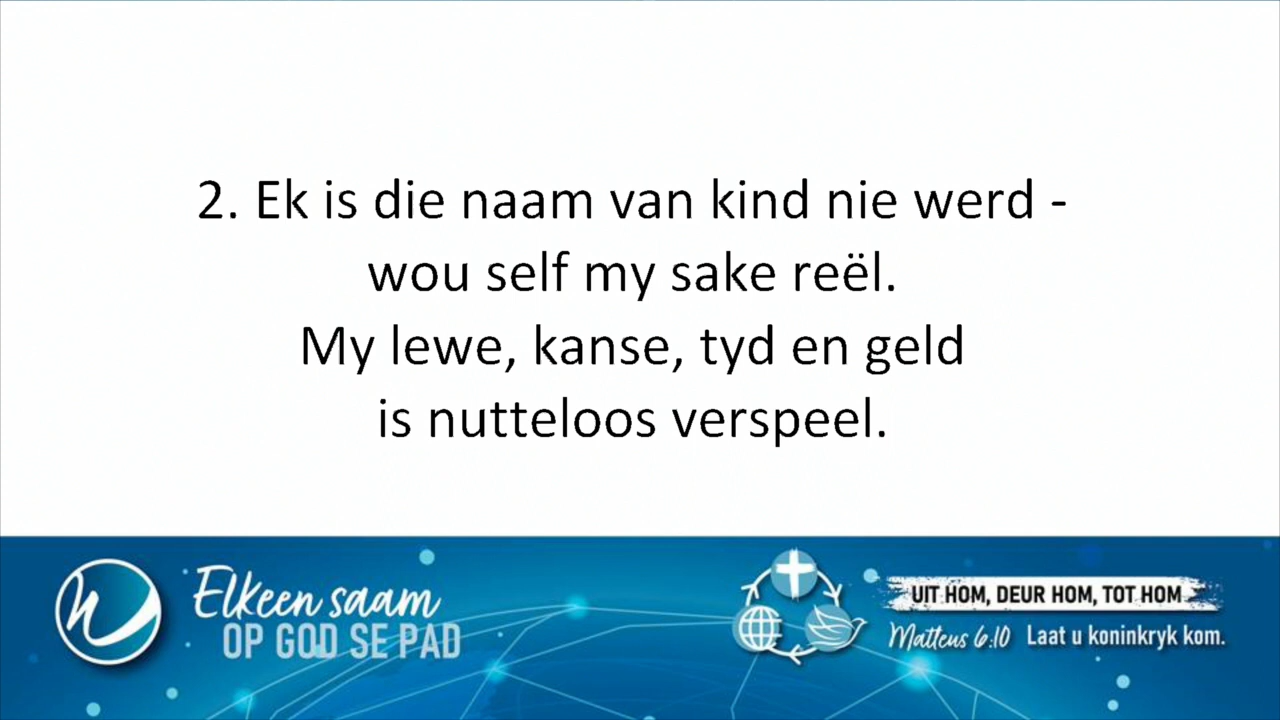 2. Ek is die naam van kind nie werd -
wou self my sake reël.
My lewe, kanse, tyd en geld
is nutteloos verspeel.
Elkeen saam
OP GOD SE PAD
UIT HOM, DEUR HOM, TOT HOM
Matteus 6:10 Laat u koninkryk kom.